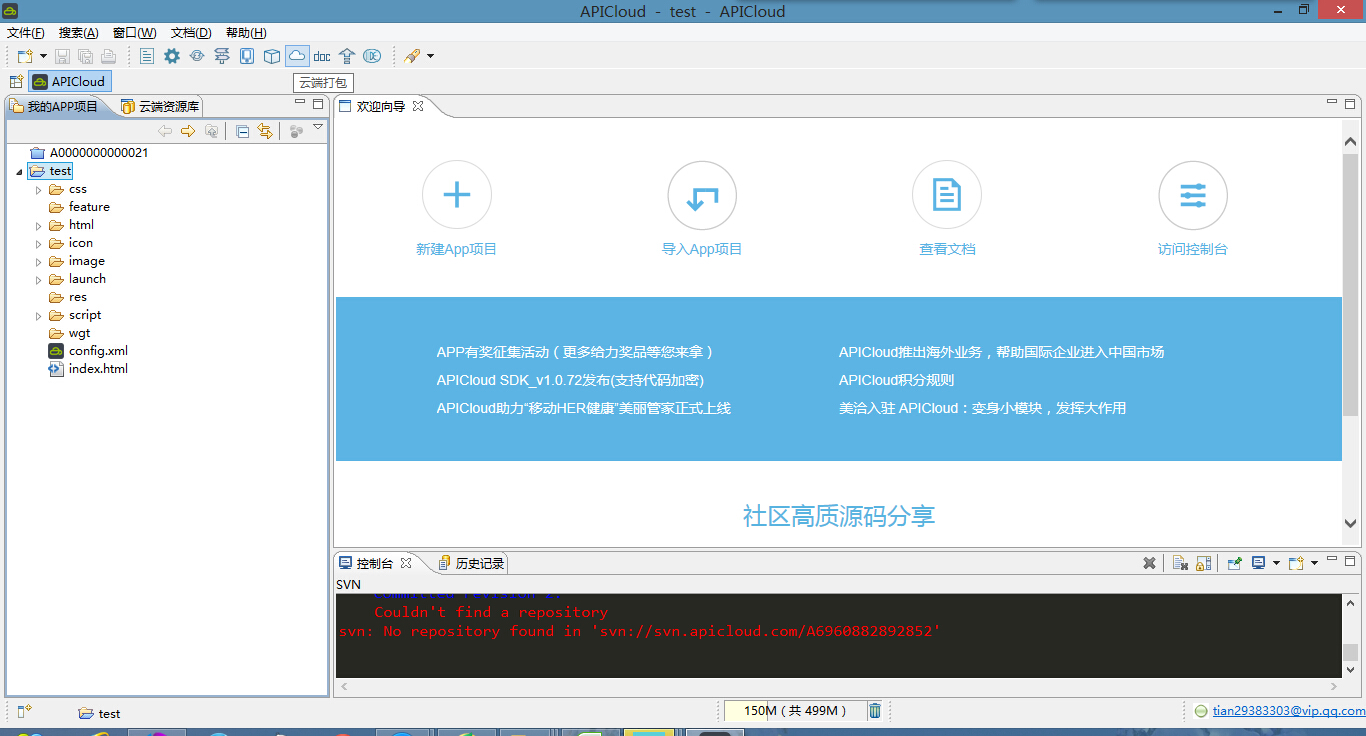 APICloud - test - APICloud
文件(F) 搜索(A) 窗口(W) 文档(D) 帮助(H)
doc
APICloud
云端打包
我的APP项目 云端资源库
欢迎向导
A0000000000021
test
css
feature
html
icon
image
launch
res
script
wgt
config.xml
index.html
新建App项目 导入App项目 查看文档 访问控制台
APP有奖征集活动（更多给力奖品等您来拿） APICloud推出海外业务，帮助国际企业进入中国市场
APICloud SDK_v1.0.72发布(支持代码加密) APICloud积分规则
APICloud助力“移动HER健康”美丽管家正式上线 美洽入驻 APICloud：变身小模块，发挥大作用
社区高质源码分享
控制台 历史记录
SVN
Couldn't find a repository
svn: No repository found in 'svn://svn.apicloud.com/A6960882892852'
test
150M（共 499M）
tian29383303@vip.qq.com